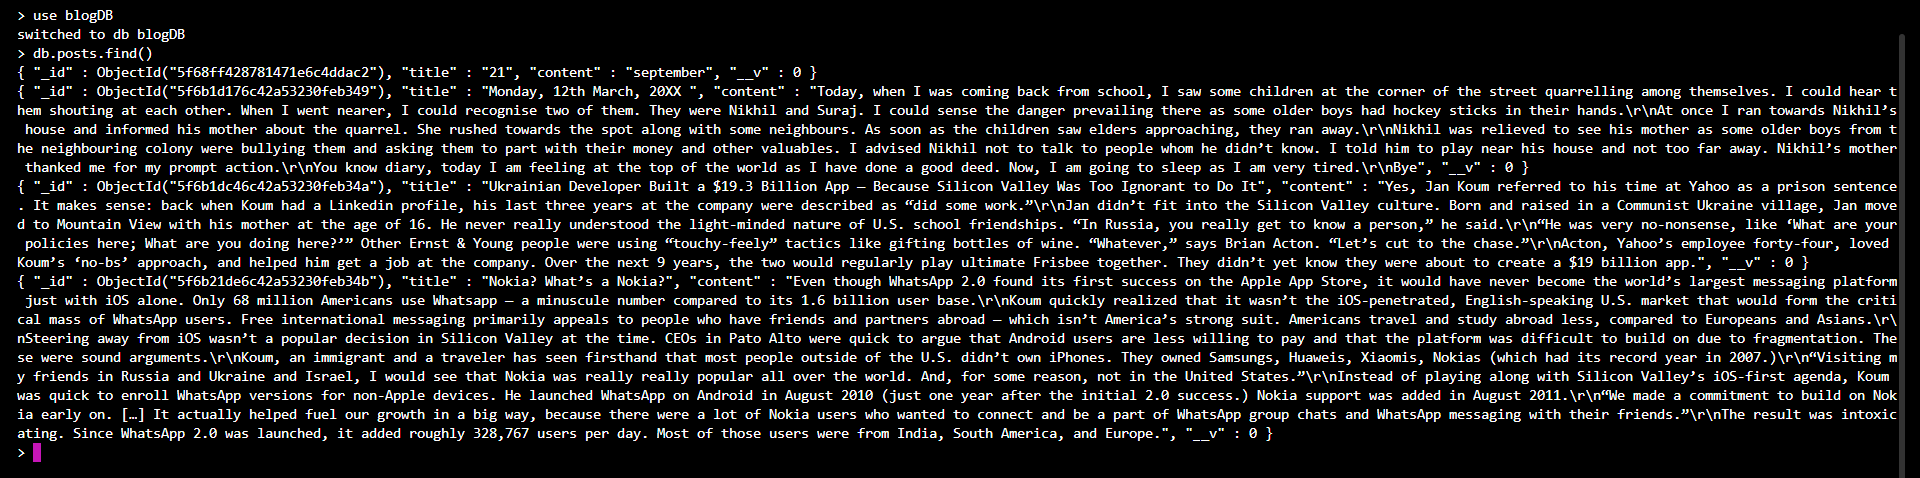 > use blogDB
switched to db blogDB
> db.posts.find()
{ "_id" : ObjectId("5f68ff428781471e6c4ddac2"), "title" : "21", "content" : "september", "__v" : 0 }
{ "_id" : ObjectId("5f6b1d176c42a53230feb349"), "title" : "Monday, 12th March, 20XX ", "content" : "Today, when I was coming back from school, I saw some children at the corner of the street quarrelling among themselves. I could hear t
hem shouting at each other. When I went nearer, I could recognise two of them. They were Nikhil and Suraj. I could sense the danger prevailing there as some older boys had hockey sticks in their hands.\r\nAt once I ran towards Nikhil’s
 house and informed his mother about the quarrel. She rushed towards the spot along with some neighbours. As soon as the children saw elders approaching, they ran away.\r\nNikhil was relieved to see his mother as some older boys from t
he neighbouring colony were bullying them and asking them to part with their money and other valuables. I advised Nikhil not to talk to people whom he didn’t know. I told him to play near his house and not too far away. Nikhil’s mother
 thanked me for my prompt action.\r\nYou know diary, today I am feeling at the top of the world as I have done a good deed. Now, I am going to sleep as I am very tired.\r\nBye", "__v" : 0 }
{ "_id" : ObjectId("5f6b1dc46c42a53230feb34a"), "title" : "Ukrainian Developer Built a $19.3 Billion App — Because Silicon Valley Was Too Ignorant to Do It", "content" : "Yes, Jan Koum referred to his time at Yahoo as a prison sentence
. It makes sense: back when Koum had a Linkedin profile, his last three years at the company were described as “did some work.”\r\nJan didn’t fit into the Silicon Valley culture. Born and raised in a Communist Ukraine village, Jan move
d to Mountain View with his mother at the age of 16. He never really understood the light-minded nature of U.S. school friendships. “In Russia, you really get to know a person,” he said.\r\n“He was very no-nonsense, like ‘What are your
 policies here; What are you doing here?’” Other Ernst & Young people were using “touchy-feely” tactics like gifting bottles of wine. “Whatever,” says Brian Acton. “Let’s cut to the chase.”\r\nActon, Yahoo’s employee forty-four, loved
Koum’s ‘no-bs’ approach, and helped him get a job at the company. Over the next 9 years, the two would regularly play ultimate Frisbee together. They didn’t yet know they were about to create a $19 billion app.", "__v" : 0 }
{ "_id" : ObjectId("5f6b21de6c42a53230feb34b"), "title" : "Nokia? What’s a Nokia?", "content" : "Even though WhatsApp 2.0 found its first success on the Apple App Store, it would have never become the world’s largest messaging platform
 just with iOS alone. Only 68 million Americans use Whatsapp — a minuscule number compared to its 1.6 billion user base.\r\nKoum quickly realized that it wasn’t the iOS-penetrated, English-speaking U.S. market that would form the criti
cal mass of WhatsApp users. Free international messaging primarily appeals to people who have friends and partners abroad — which isn’t America’s strong suit. Americans travel and study abroad less, compared to Europeans and Asians.\r\
nSteering away from iOS wasn’t a popular decision in Silicon Valley at the time. CEOs in Pato Alto were quick to argue that Android users are less willing to pay and that the platform was difficult to build on due to fragmentation. The
se were sound arguments.\r\nKoum, an immigrant and a traveler has seen firsthand that most people outside of the U.S. didn’t own iPhones. They owned Samsungs, Huaweis, Xiaomis, Nokias (which had its record year in 2007.)\r\n“Visiting m
y friends in Russia and Ukraine and Israel, I would see that Nokia was really really popular all over the world. And, for some reason, not in the United States.”\r\nInstead of playing along with Silicon Valley’s iOS-first agenda, Koum
was quick to enroll WhatsApp versions for non-Apple devices. He launched WhatsApp on Android in August 2010 (just one year after the initial 2.0 success.) Nokia support was added in August 2011.\r\n“We made a commitment to build on Nok
ia early on. […] It actually helped fuel our growth in a big way, because there were a lot of Nokia users who wanted to connect and be a part of WhatsApp group chats and WhatsApp messaging with their friends.”\r\nThe result was intoxic
ating. Since WhatsApp 2.0 was launched, it added roughly 328,767 users per day. Most of those users were from India, South America, and Europe.", "__v" : 0 }
>